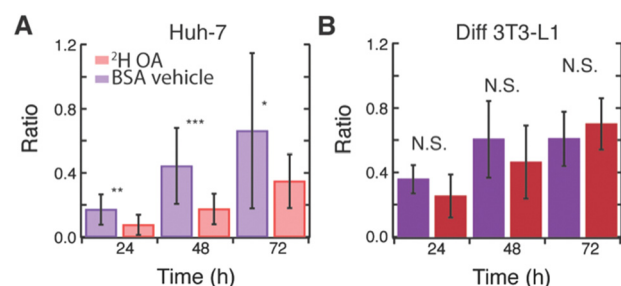 A
Huh-7
²H OA
BSA vehicle
Ratio
1.2
0.8
0.4
0.0
**
***
*
24 48 72
Time (h)
B
Diff 3T3-L1
Ratio
1.2
0.8
0.4
0.0
N.S.
N.S.
N.S.
24 48 72
Time (h)